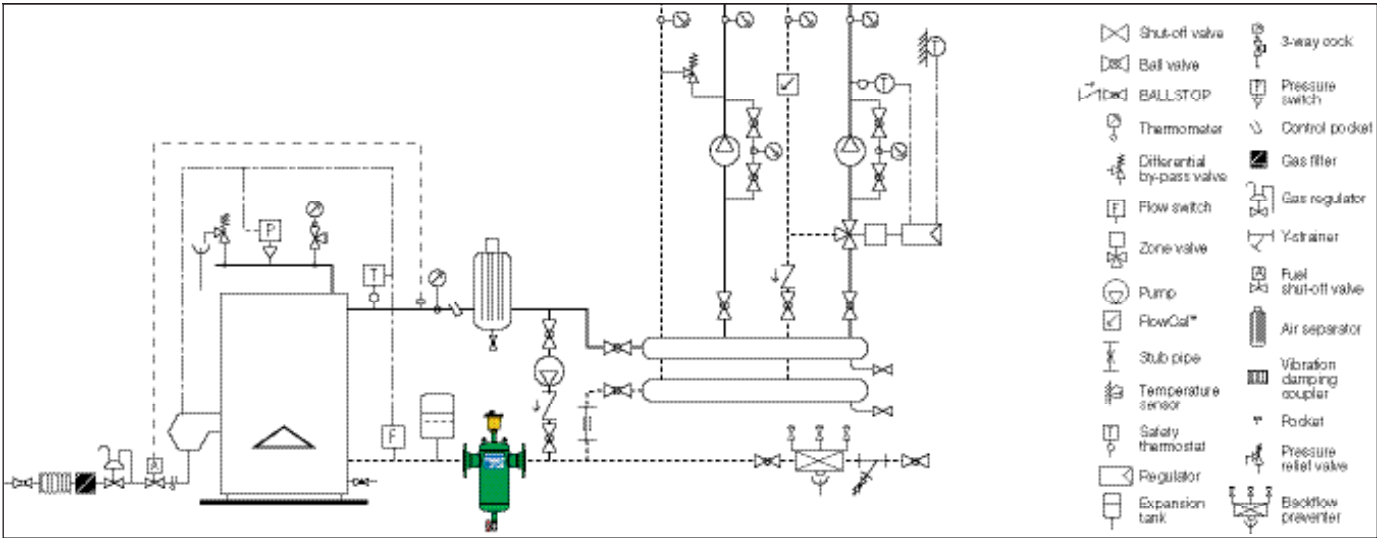 T
T
P
T
F
A
Shut-off valve
Ball valve
BALLSTOP
Thermometer
Differential
by-pass valve
F
Flow switch
Zone valve
Pump
FlowCal™
Stub pipe
Temperature
sensor
T
Safety
thermostat
Regulator
Expansion
tank
3-way cock
P
Pressure
switch
Control pocket
Gas filter
Gas regulator
Y-strainer
A
Fuel
shut-off valve
Air separator
Vibration
damping
coupler
Pocket
Pressure
relief valve
Backflow
preventer